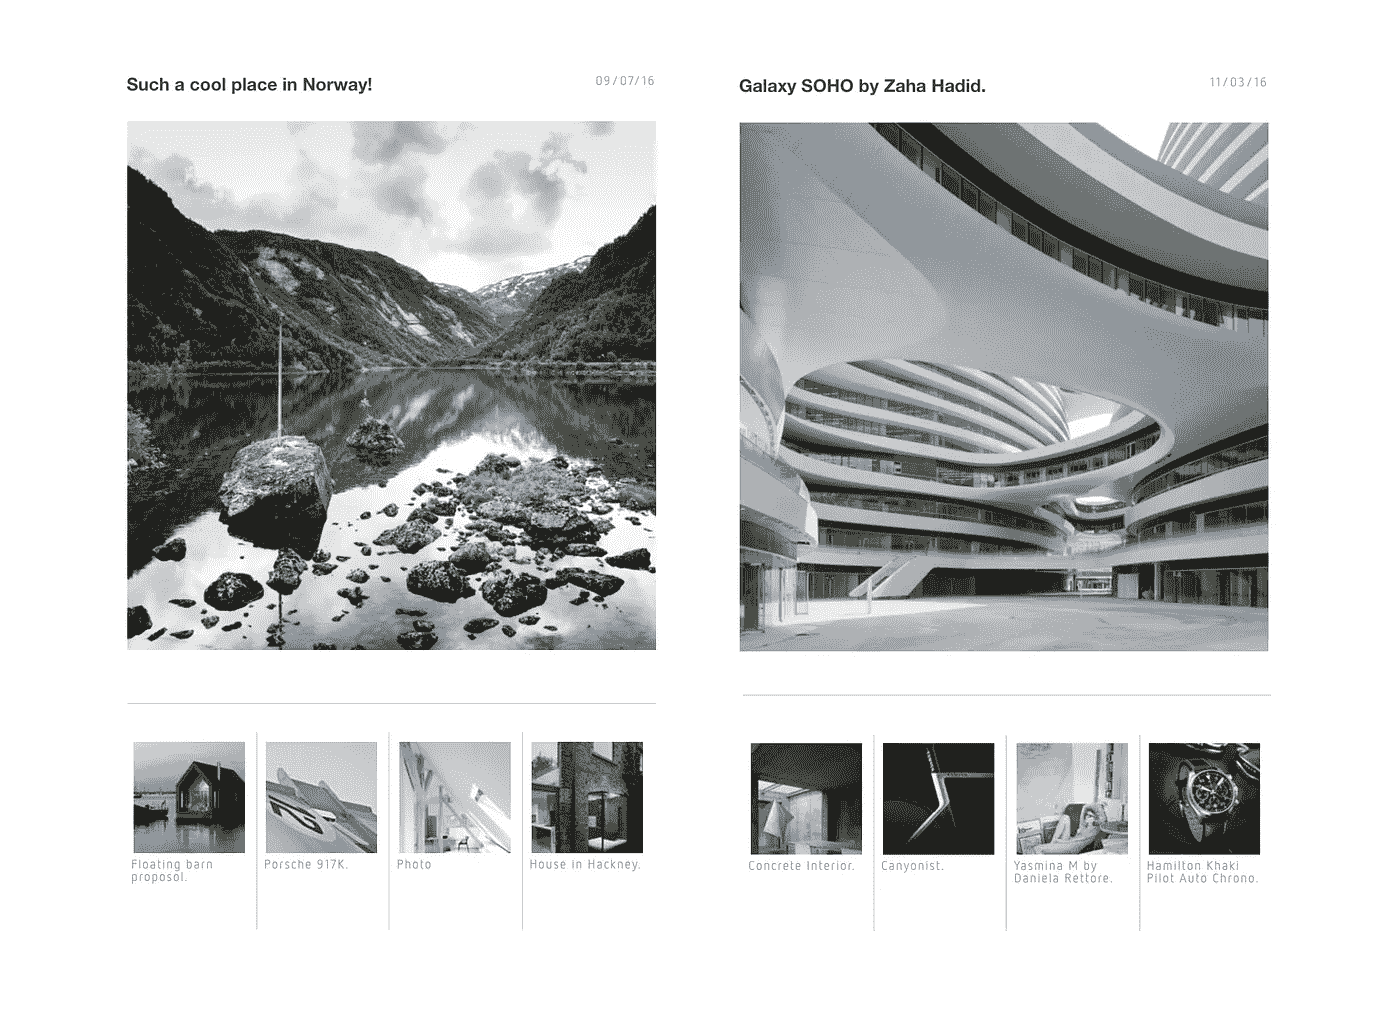 Such a cool place in Norway!
09/07/16
Floating barn
proposol.
Porsche 917K.
Photo
House in Hackney.
Galaxy SOHO by Zaha Hadid.
11/03/16
Concrete Interior.
Canyonist.
Yasmina M by
Daniela Rettore.
Hamilton Khaki
Pilot Auto Chrono.